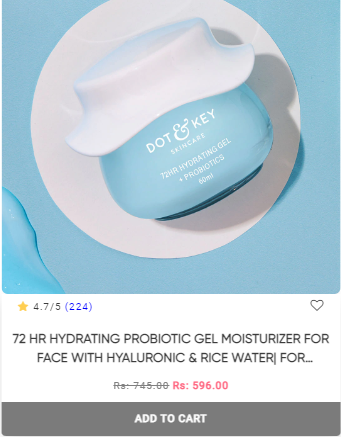 DOT & KEY
SKINCARE
72HR HYDRATING GEL
+ PROBIOTICS
60ml
4.7/5 (224)
72 HR HYDRATING PROBIOTIC GEL MOISTURIZER FOR
FACE WITH HYALURONIC & RICE WATER| FOR...
Rs: 745.00 Rs: 596.00
ADD TO CART